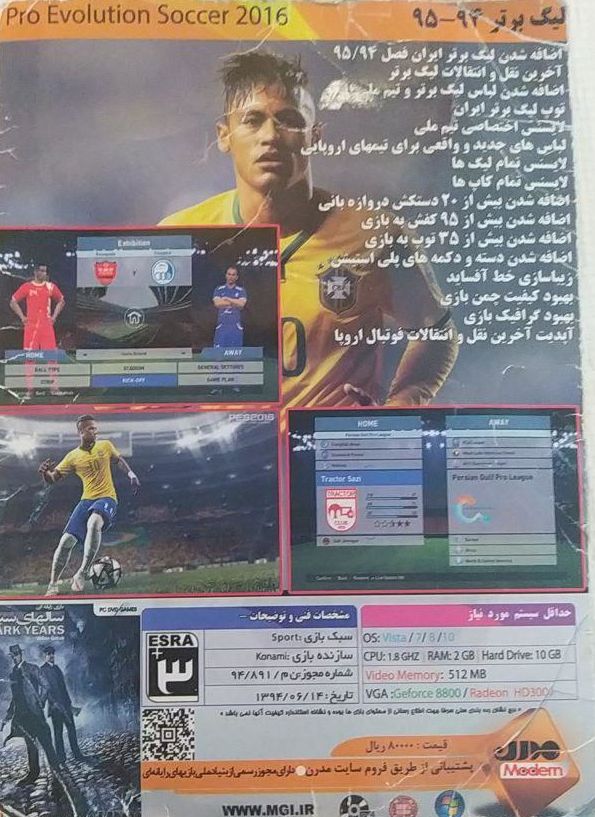 Pro Evolution Soccer 2016
لیگ برتر ۹۴-۹۵
اضافه شدن لیگ برتر ایران فصل ۹۵/۹۴
آخرین نقل و انتقالات لیگ برتر
اضافه شدن لباس لیگ برتر و تیم ملی
توپ لیگ برتر ایران
لایسنس اختصاصی تیم ملی
لباس های جدید و واقعی برای تیمهای اروپایی
لایسنس تمام لیگ ها
لایسنس تمام کاپ ها
اضافه شدن بیش از ۲۰ دستکش دروازه بانی
اضافه شدن بیش از ۹۵ کفش به بازی
اضافه شدن بیش از ۳۵ توپ به بازی
اضافه شدن دسته و دکمه های پلی استیشن
زیباسازی خط آفساید
بهبود کیفیت چمن بازی
بهبود گرافیک بازی
آپدیت آخرین نقل و انتقالات فوتبال اروپا
Exhibition
HOME
AWAY
BALL TYPE
STADIUM
GENERAL SETTINGS
STRIP
KICK-OFF
GAME PLAN
PES2016
HOME
AWAY
Persian Gulf Pro League
Tractor Sazi
Persian Gulf Pro League
TRACTOR
CLUB
سالهای
ARK YEARS
PC DVD GAMES
مشخصات فنی و توضیحات -
سبک بازی: Sport
سازنده بازی: Konami
شماره مجوز: ن م/۹۴/۸۹۱
تاریخ: ۱۳۹۴/۰۶/۱۴
ESRA
+۳
حداقل سیستم مورد نیاز
OS: Vista / 7/ 8 /10
CPU: 1.8 GHZ RAM: 2 GB Hard Drive: 10 GB
Video Memory: 512 MB
VGA :Geforce 8800 / Radeon HD3000
قیمت : ۸۰۰۰۰ ریال
پشتیبانی از طریق فروم سایت مدرن
دارای مجوز رسمی از بنیاد ملی بازیهای رایانه ای
مدرن
Modern
WWW.MGI.IR